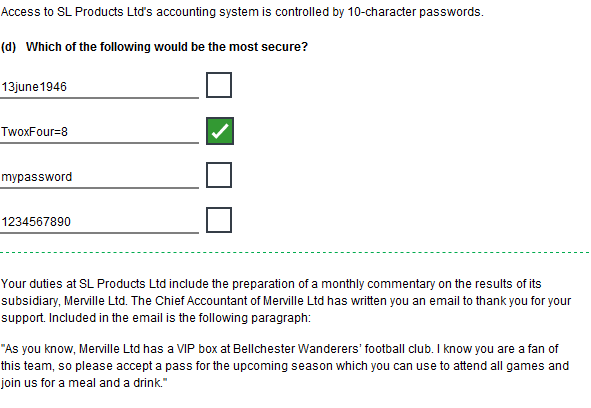 Access to SL Products Ltd's accounting system is controlled by 10-character passwords.
(d) Which of the following would be the most secure?
13june1946
TwoxFour=8
mypassword
1234567890
Your duties at SL Products Ltd include the preparation of a monthly commentary on the results of its
subsidiary, Merville Ltd. The Chief Accountant of Merville Ltd has written you an email to thank you for your
support. Included in the email is the following paragraph:
"As you know, Merville Ltd has a VIP box at Bellchester Wanderers' football club. I know you are a fan of
this team, so please accept a pass for the upcoming season which you can use to attend all games and
join us for a meal and a drink."